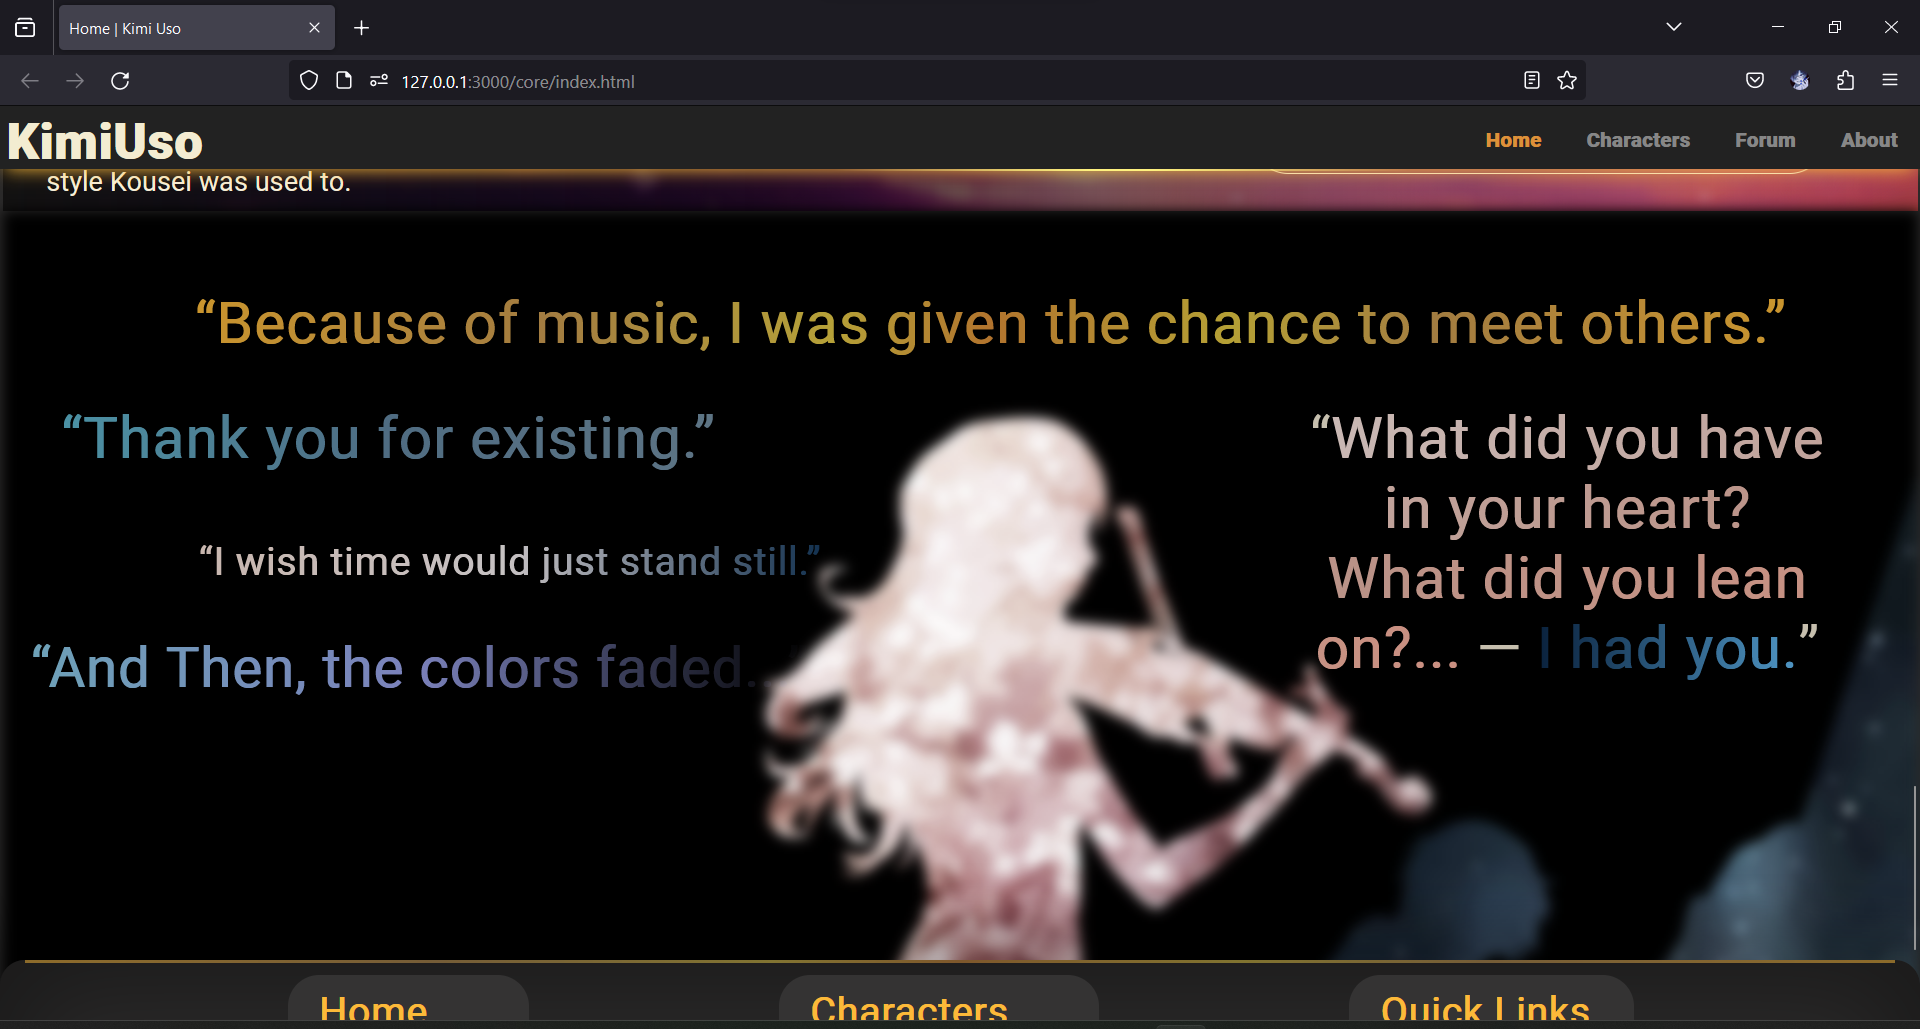 Home | Kimi Uso
127.0.0.1:3000/core/index.html
KimiUso
Home
Characters
Forum
About
style Kousei was used to.
“Because of music, I was given the chance to meet others.”
“Thank you for existing.”
“I wish time would just stand still.”
“And Then, the colors faded...”
“What did you have
in your heart?
What did you lean
on?... — I had you.”
Home
Characters
Quick Links